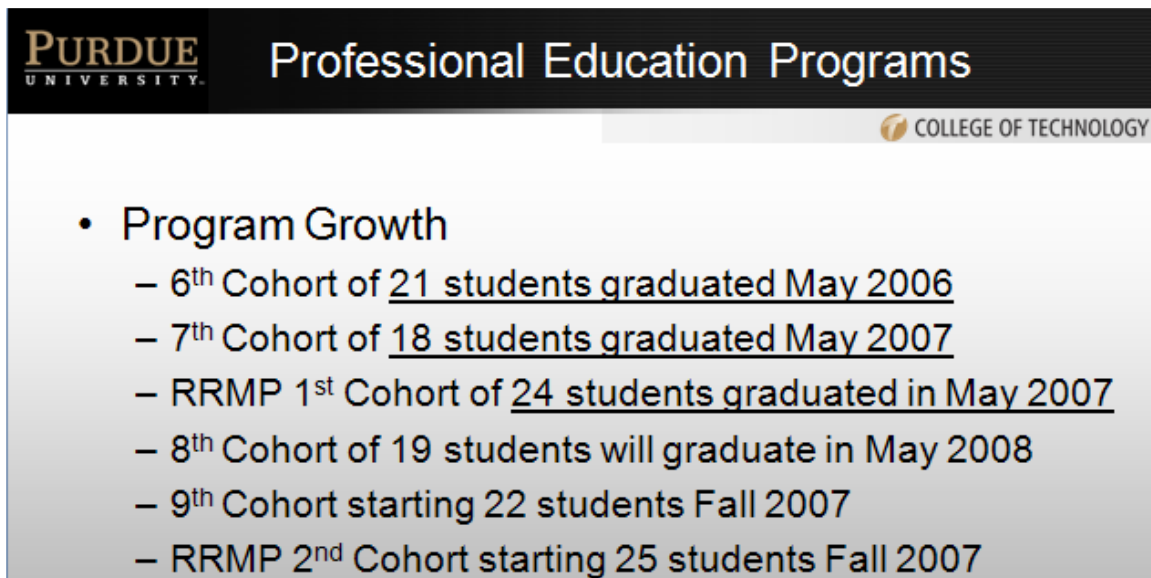 PURDUE
UNIVERSITY.
Professional Education Programs
COLLEGE OF TECHNOLOGY
• Program Growth
– 6th Cohort of 21 students graduated May 2006
– 7th Cohort of 18 students graduated May 2007
– RRMP 1st Cohort of 24 students graduated in May 2007
– 8th Cohort of 19 students will graduate in May 2008
– 9th Cohort starting 22 students Fall 2007
– RRMP 2nd Cohort starting 25 students Fall 2007